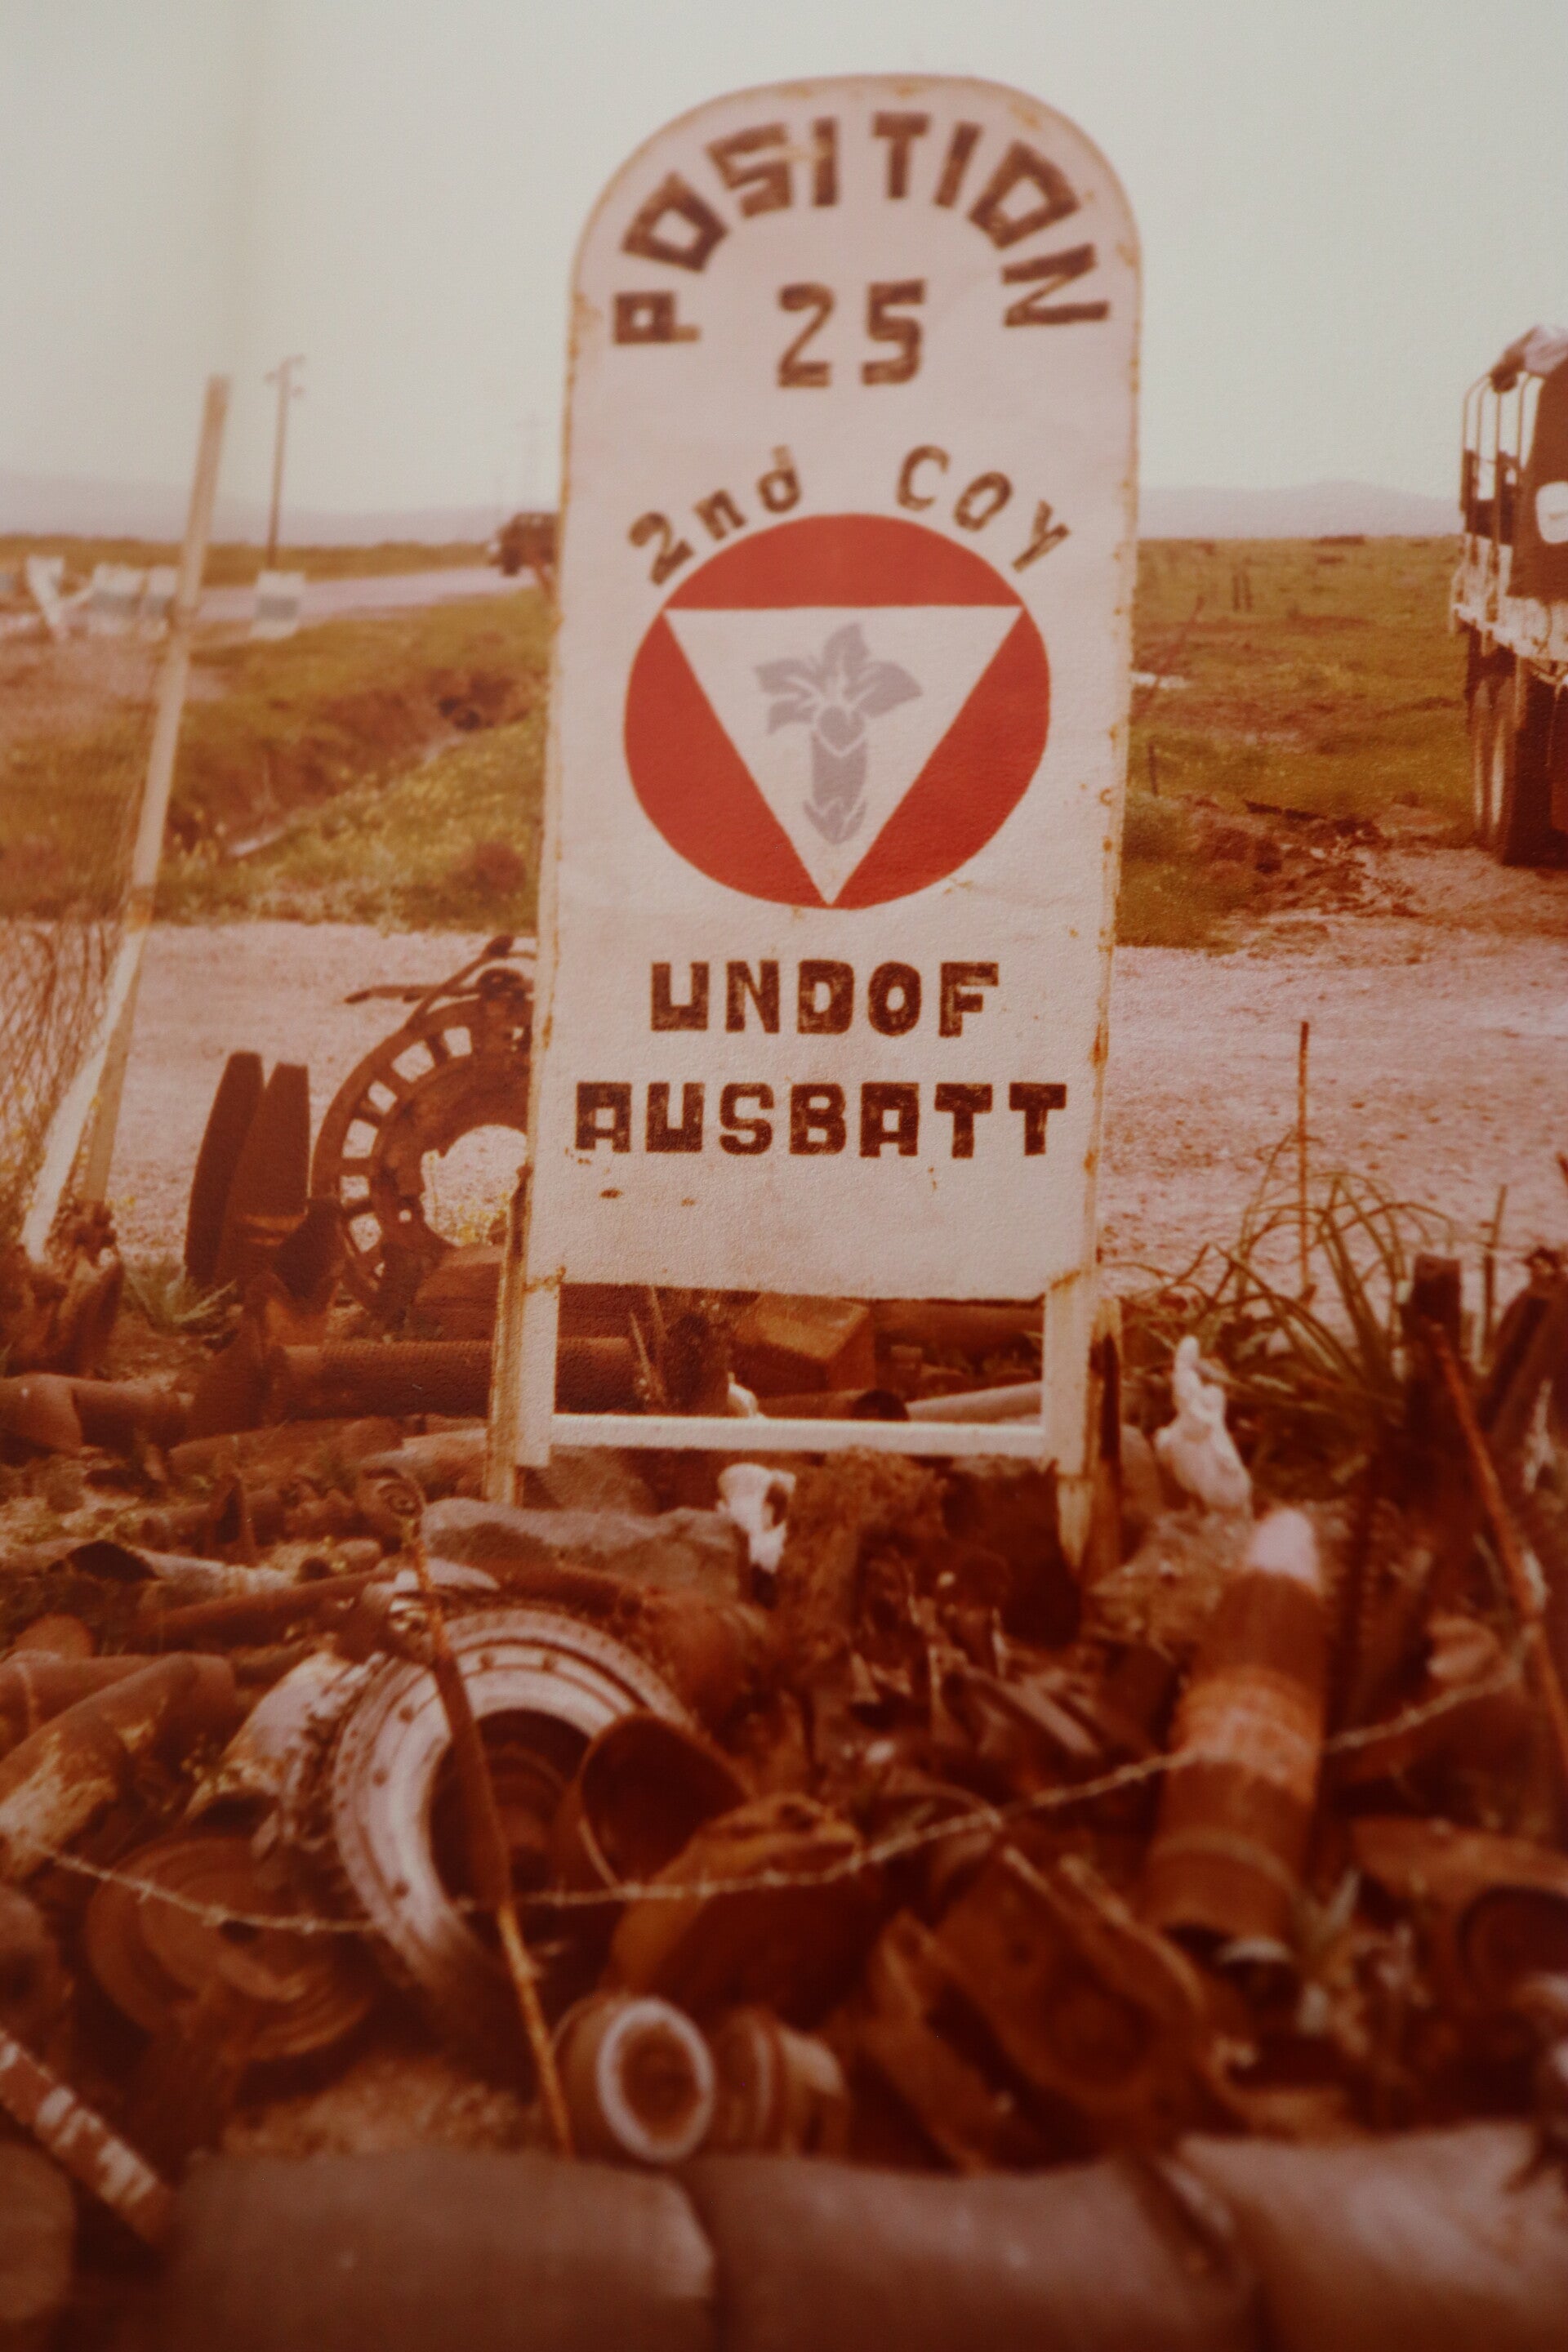 POSITION
25
2nd COY
UNDOF
AUSBATT